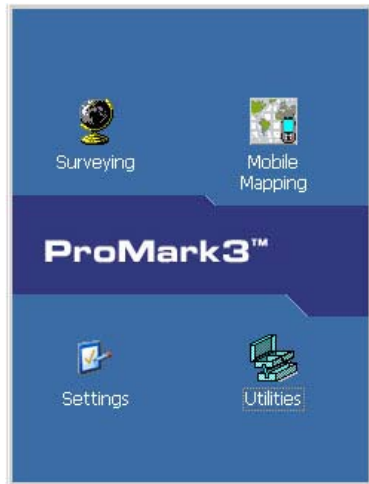 Surveying
Mobile
Mapping
ProMark3™
Settings
Utilities